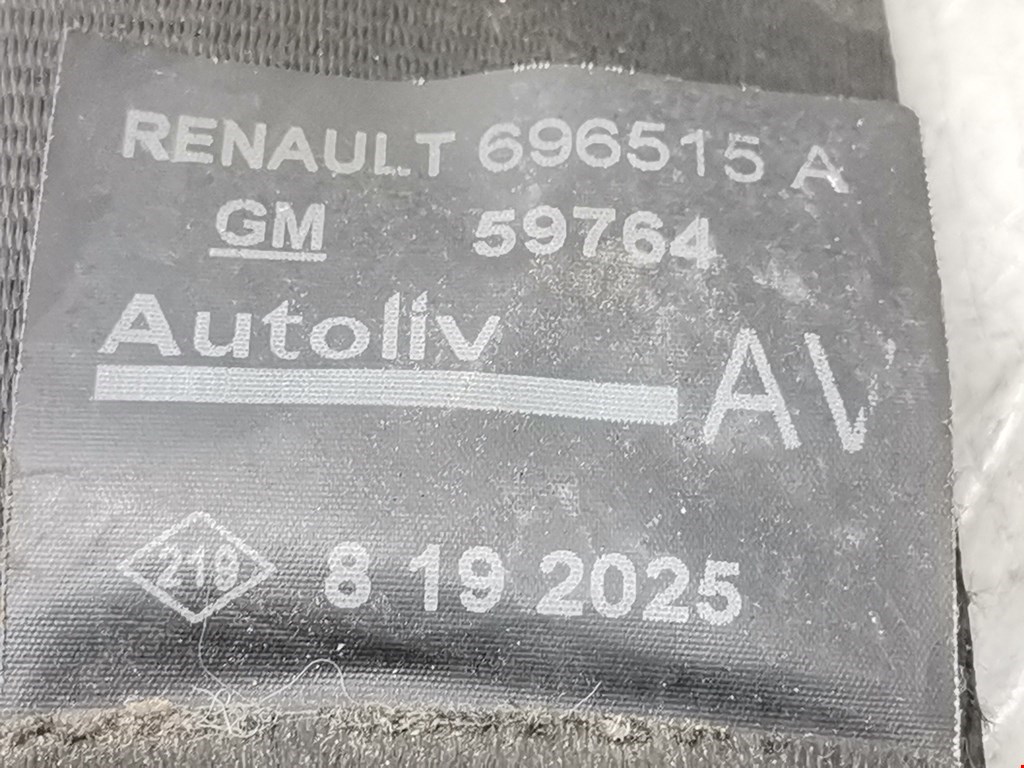 RENAULT 696515 A
GM 59764
Autoliv AV
219 8 19 2025